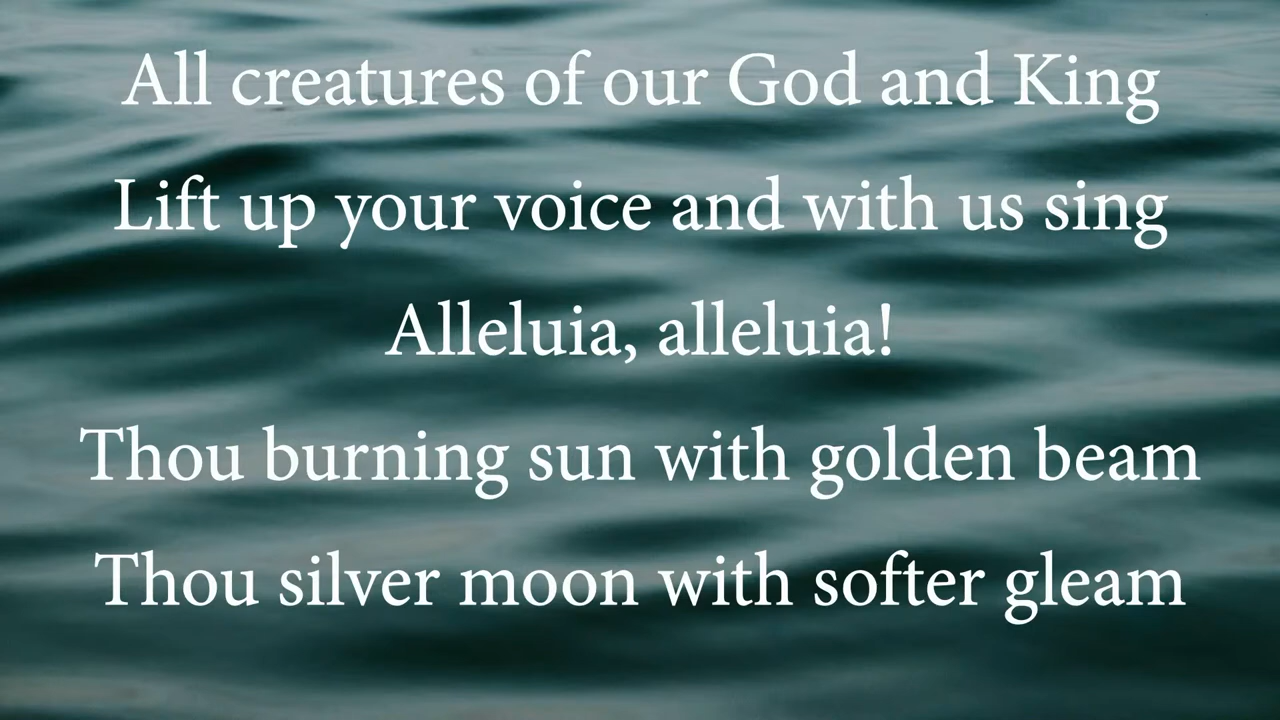 All creatures of our God and King
Lift up your voice and with us sing
Alleluia, alleluia!
Thou burning sun with golden beam
Thou silver moon with softer gleam